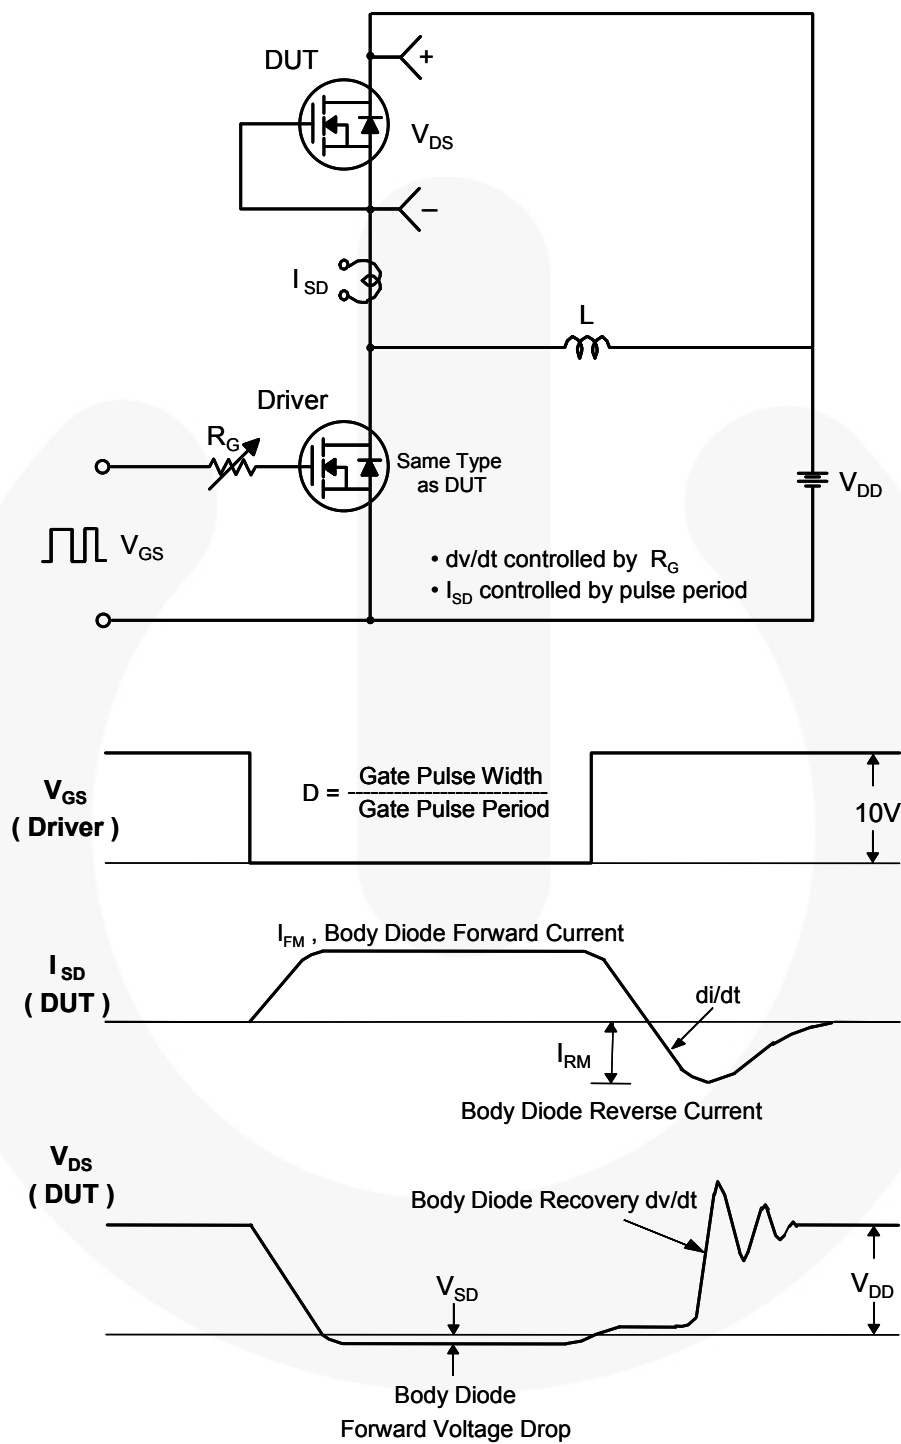 DUT
+
V_DS
−
I_SD
L
Driver
R_G
Same Type
as DUT
V_DD
V_GS
• dv/dt controlled by R_G
• I_SD controlled by pulse period
V_GS
( Driver )
D = Gate Pulse Width
--------------------------
Gate Pulse Period
10V
I_FM , Body Diode Forward Current
I_SD
( DUT )
di/dt
I_RM
Body Diode Reverse Current
V_DS
( DUT )
Body Diode Recovery dv/dt
V_SD
V_DD
Body Diode
Forward Voltage Drop